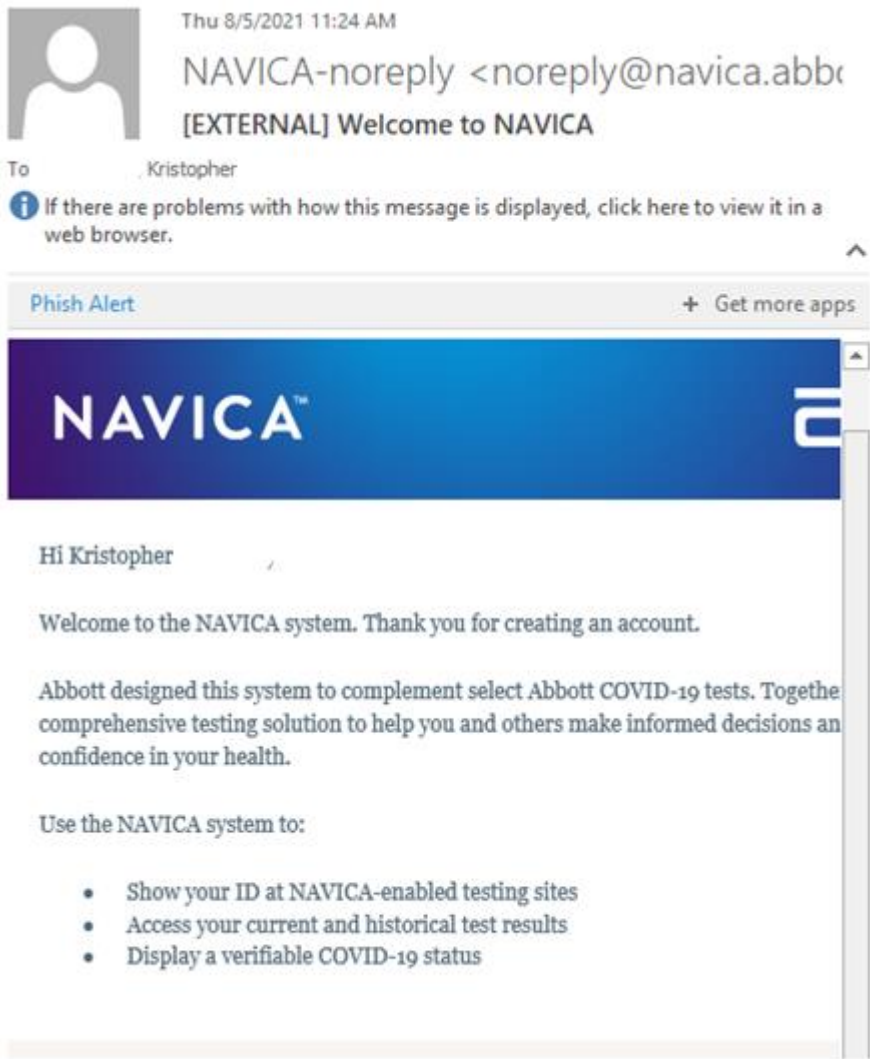 Thu 8/5/2021 11:24 AM
NAVICA-noreply <noreply@navica.abbo
[EXTERNAL] Welcome to NAVICA
To , Kristopher
If there are problems with how this message is displayed, click here to view it in a
web browser.
Phish Alert + Get more apps
NAVICA™
Hi Kristopher ,
Welcome to the NAVICA system. Thank you for creating an account.
Abbott designed this system to complement select Abbott COVID-19 tests. Togethe
comprehensive testing solution to help you and others make informed decisions an
confidence in your health.
Use the NAVICA system to:
• Show your ID at NAVICA-enabled testing sites
• Access your current and historical test results
• Display a verifiable COVID-19 status